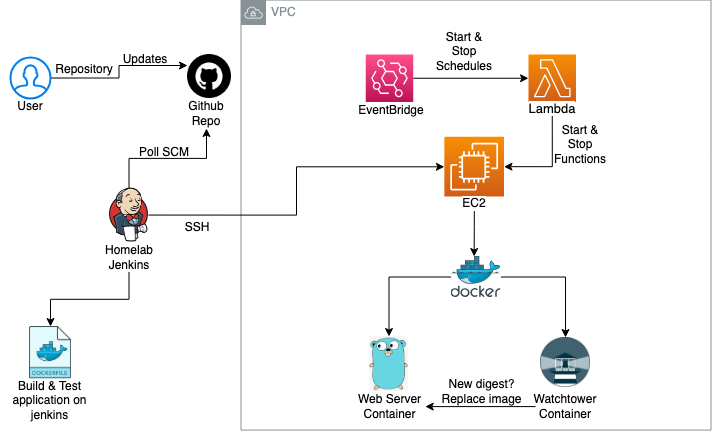 VPC
Start &
Stop
Schedules
Updates
Repository
User
Github
Repo
EventBridge
Lambda
Start &
Stop
Functions
Poll SCM
EC2
SSH
Homelab
Jenkins
docker
DOCKERFILE
Build & Test
application on
jenkins
Web Server
Container
New digest?
Replace image
Watchtower
Container